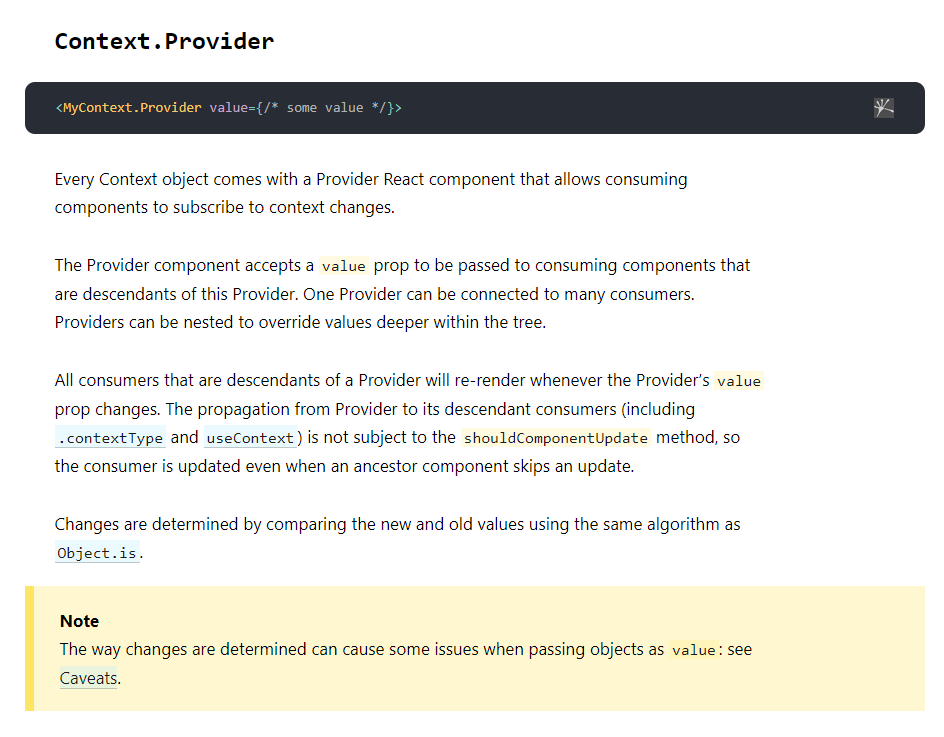 Context.Provider
<MyContext.Provider value={/* some value */}>
Every Context object comes with a Provider React component that allows consuming
components to subscribe to context changes.
The Provider component accepts a value prop to be passed to consuming components that
are descendants of this Provider. One Provider can be connected to many consumers.
Providers can be nested to override values deeper within the tree.
All consumers that are descendants of a Provider will re-render whenever the Provider’s value
prop changes. The propagation from Provider to its descendant consumers (including
.contextType and useContext) is not subject to the shouldComponentUpdate method, so
the consumer is updated even when an ancestor component skips an update.
Changes are determined by comparing the new and old values using the same algorithm as
Object.is.
Note
The way changes are determined can cause some issues when passing objects as value: see
Caveats.